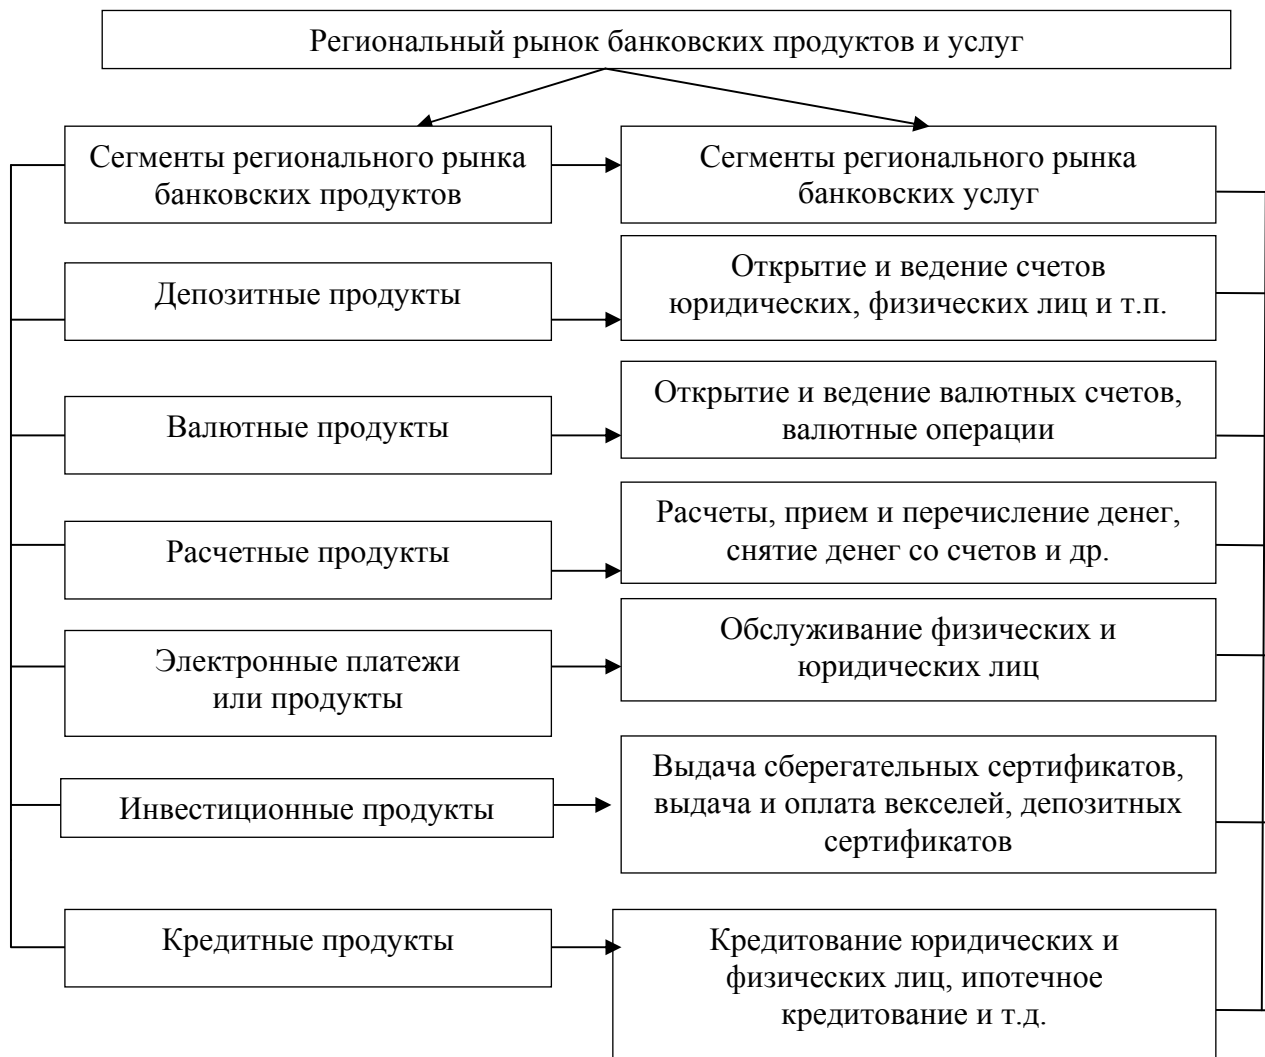 Региональный рынок банковских продуктов и услуг
Сегменты регионального рынка
банковских продуктов
Сегменты регионального рынка
банковских услуг
Депозитные продукты
Открытие и ведение счетов
юридических, физических лиц и т.п.
Валютные продукты
Открытие и ведение валютных счетов,
валютные операции
Расчетные продукты
Расчеты, прием и перечисление денег,
снятие денег со счетов и др.
Электронные платежи
или продукты
Обслуживание физических и
юридических лиц
Инвестиционные продукты
Выдача сберегательных сертификатов,
выдача и оплата векселей, депозитных
сертификатов
Кредитные продукты
Кредитование юридических и
физических лиц, ипотечное
кредитование и т.д.